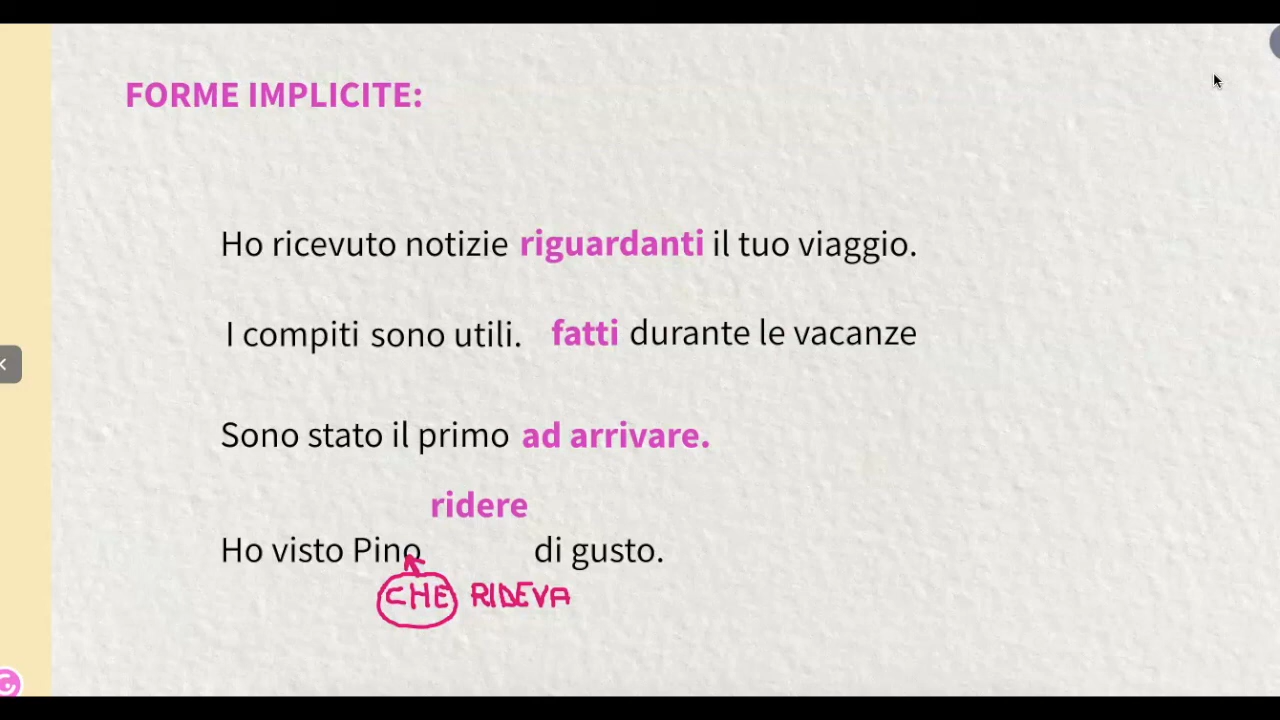 FORME IMPLICITE:
Ho ricevuto notizie riguardanti il tuo viaggio.
I compiti sono utili. fatti durante le vacanze
Sono stato il primo ad arrivare.
ridere
Ho visto Pino di gusto.
CHE RIDEVA